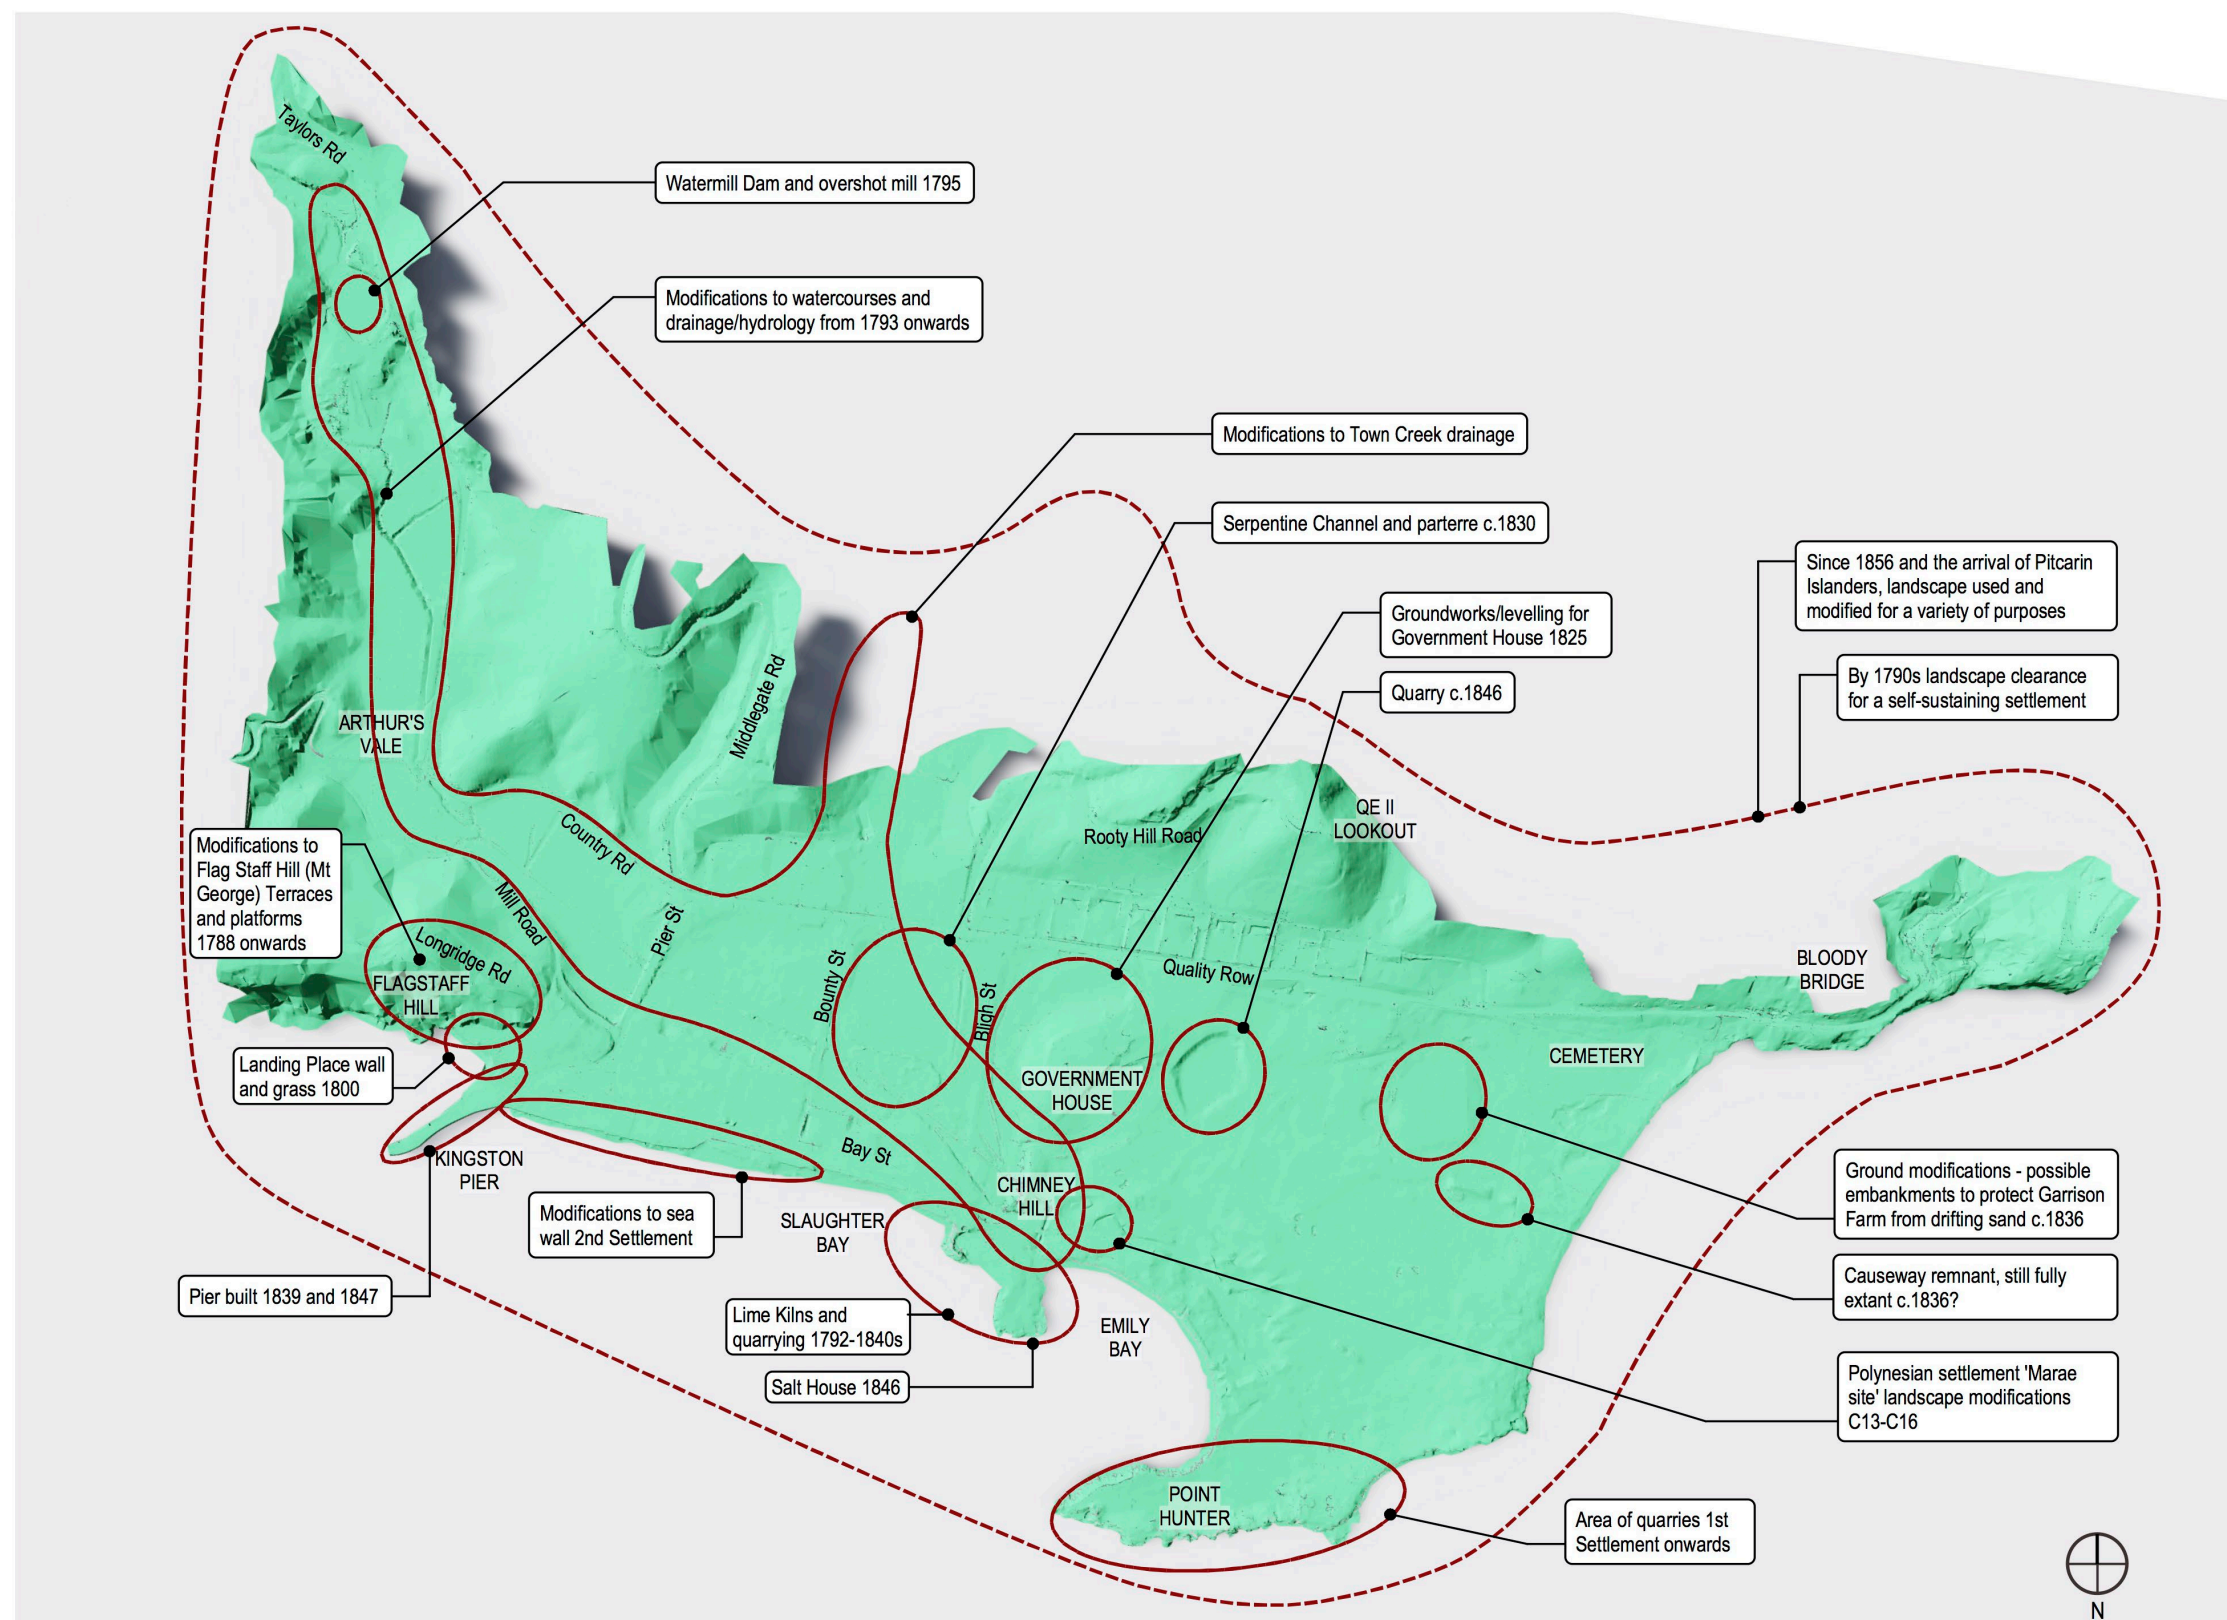 Taylors Rd
Watermill Dam and overshot mill 1795
Modifications to watercourses and
drainage/hydrology from 1793 onwards
Modifications to Town Creek drainage
Serpentine Channel and parterre c.1830
Since 1856 and the arrival of Pitcarin
Islanders, landscape used and
modified for a variety of purposes
Groundworks/levelling for
Government House 1825
By 1790s landscape clearance
for a self-sustaining settlement
Quarry c.1846
Middlegate Rd
ARTHUR'S
VALE
QE II
LOOKOUT
Rooty Hill Road
Country Rd
Modifications to
Flag Staff Hill (Mt
George) Terraces
and platforms
1788 onwards
Mill Road
Pier St
Longridge Rd
FLAGSTAFF
HILL
Bounty St
Bligh St
Quality Row
BLOODY
BRIDGE
CEMETERY
Landing Place wall
and grass 1800
GOVERNMENT
HOUSE
KINGSTON
PIER
Bay St
CHIMNEY
HILL
Ground modifications - possible
embankments to protect Garrison
Farm from drifting sand c.1836
Modifications to sea
wall 2nd Settlement
SLAUGHTER
BAY
Pier built 1839 and 1847
Causeway remnant, still fully
extant c.1836?
Lime Kilns and
quarrying 1792-1840s
EMILY
BAY
Salt House 1846
Polynesian settlement 'Marae
site' landscape modifications
C13-C16
POINT
HUNTER
Area of quarries 1st
Settlement onwards
N